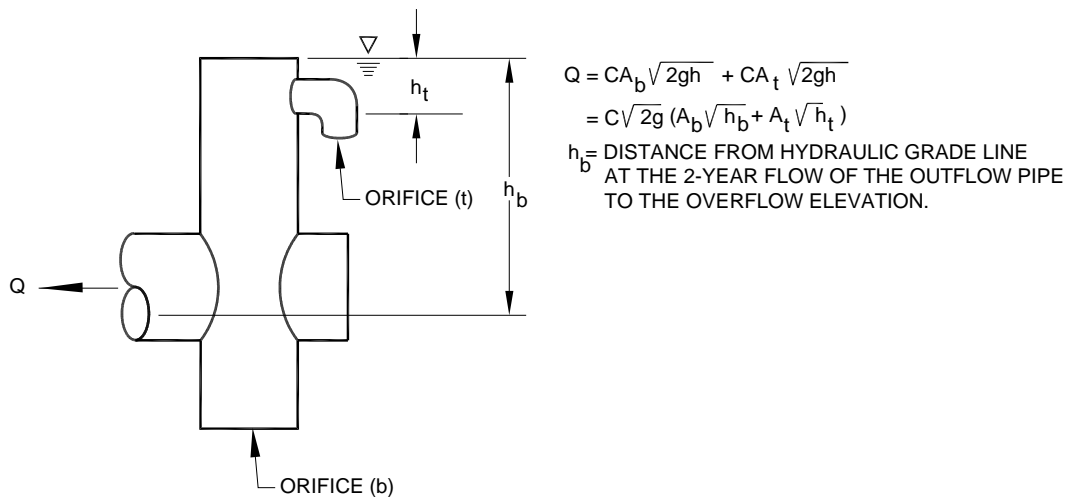 Q = CA_b √2gh + CA_t √2gh
= C√2g (A_b √h_b + A_t √h_t )
h_b = DISTANCE FROM HYDRAULIC GRADE LINE
AT THE 2-YEAR FLOW OF THE OUTFLOW PIPE
TO THE OVERFLOW ELEVATION.
h_t
ORIFICE (t)
h_b
Q
ORIFICE (b)